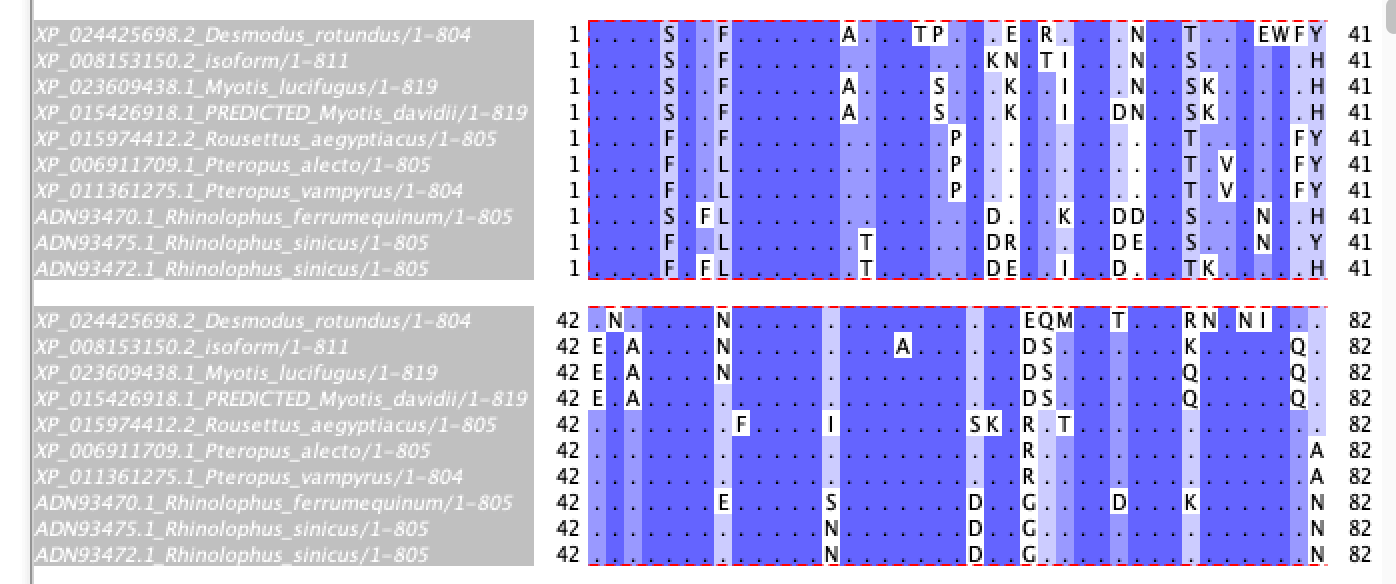 XP_024425698.2_Desmodus_rotundus/1-804 1 ....S..F......A...TP...E.R....N..T...EWFY 41
XP_008153150.2_isoform/1-811 1 ....S..F..............KN.TI...N..S......H 41
XP_023609438.1_Myotis_lucifugus/1-819 1 ....S..F......A....S...K..I...N..SK.....H 41
XP_015426918.1_PREDICTED_Myotis_davidii/1-819 1 ....S..F......A....S...K..I..DN..SK.....H 41
XP_015974412.2_Rousettus_aegyptiacus/1-805 1 ....F..F............P............T.....FY 41
XP_006911709.1_Pteropus_alecto/1-805 1 ....F..L............P............T.V...FY 41
XP_011361275.1_Pteropus_vampyrus/1-804 1 ....F..L............P............T.V...FY 41
ADN93470.1_Rhinolophus_ferrumequinum/1-805 1 ....S.FL..............D...K..DD..S...N..H 41
ADN93475.1_Rhinolophus_sinicus/1-805 1 ....F..L.......T......DR.....DE..S...N..Y 41
ADN93472.1_Rhinolophus_sinicus/1-805 1 ....F.FL.......T......DE..I..D...TK.....H 41
XP_024425698.2_Desmodus_rotundus/1-804 42 .N.....N................EQM..T...RN.NI... 82
XP_008153150.2_isoform/1-811 42 E.A....N.........A......DS.......K.....Q. 82
XP_023609438.1_Myotis_lucifugus/1-819 42 E.A....N................DS.......Q.....Q. 82
XP_015426918.1_PREDICTED_Myotis_davidii/1-819 42 E.A.....................DS.......Q.....Q. 82
XP_015974412.2_Rousettus_aegyptiacus/1-805 42 ........F....I.......SK.R.T.............. 82
XP_006911709.1_Pteropus_alecto/1-805 42 ........................R...............A 82
XP_011361275.1_Pteropus_vampyrus/1-804 42 ........................R...............A 82
ADN93470.1_Rhinolophus_ferrumequinum/1-805 42 .......E.....S.......D..G....D...K......N 82
ADN93475.1_Rhinolophus_sinicus/1-805 42 .............N.......D..G...............N 82
ADN93472.1_Rhinolophus_sinicus/1-805 42 .............N.......D..G...............N 82